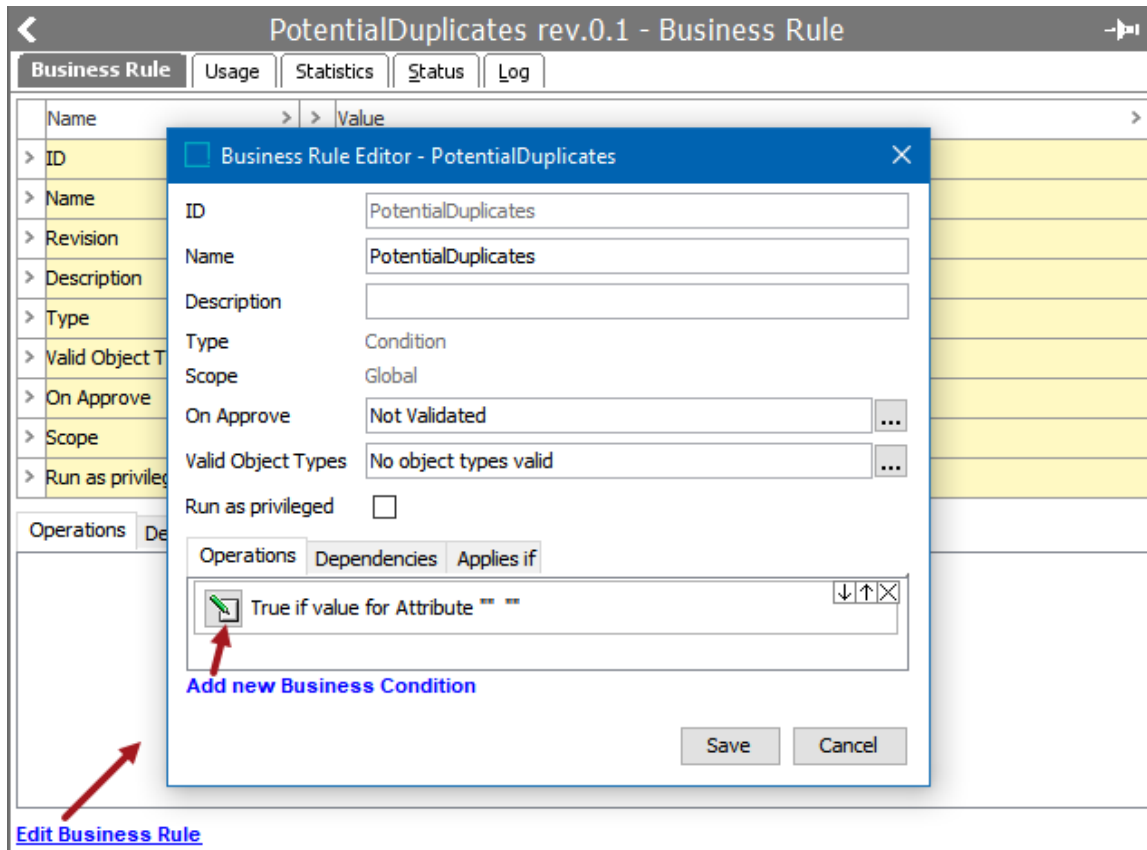 PotentialDuplicates rev.0.1 - Business Rule
Business Rule Usage Statistics Status Log
Name > > Value >
> ID
> Name
> Revision
> Description
> Type
> Valid Object T
> On Approve
> Scope
> Run as privileg
Operations De
Business Rule Editor - PotentialDuplicates
ID PotentialDuplicates
Name PotentialDuplicates
Description
Type Condition
Scope Global
On Approve Not Validated ...
Valid Object Types No object types valid ...
Run as privileged
Operations Dependencies Applies if
True if value for Attribute "" ""
Add new Business Condition
Save Cancel
Edit Business Rule